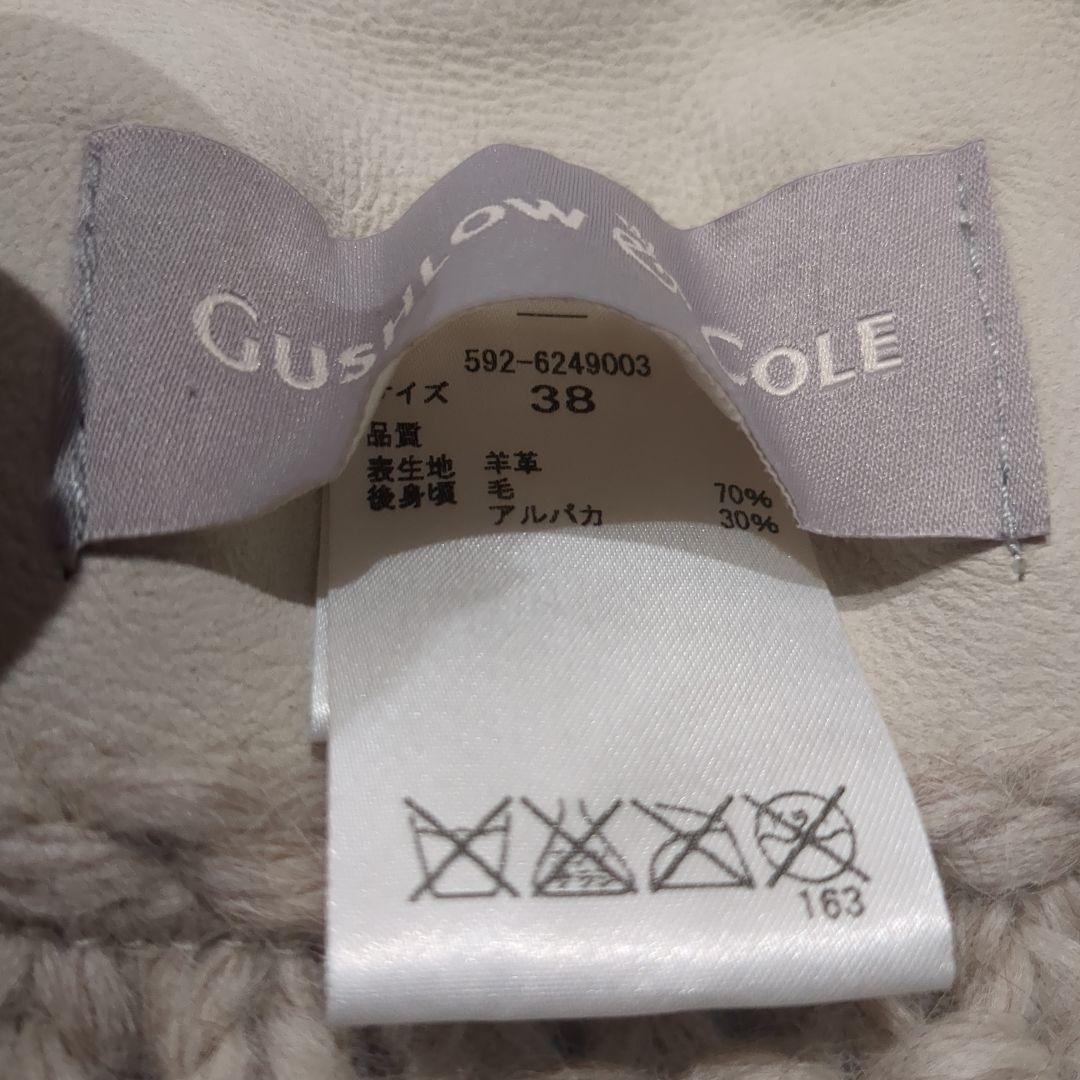 GUSHLOW & COLE
592-6249003
サイズ 38
品質
表生地 羊革
後身頃 毛 70%
アルパカ 30%
163